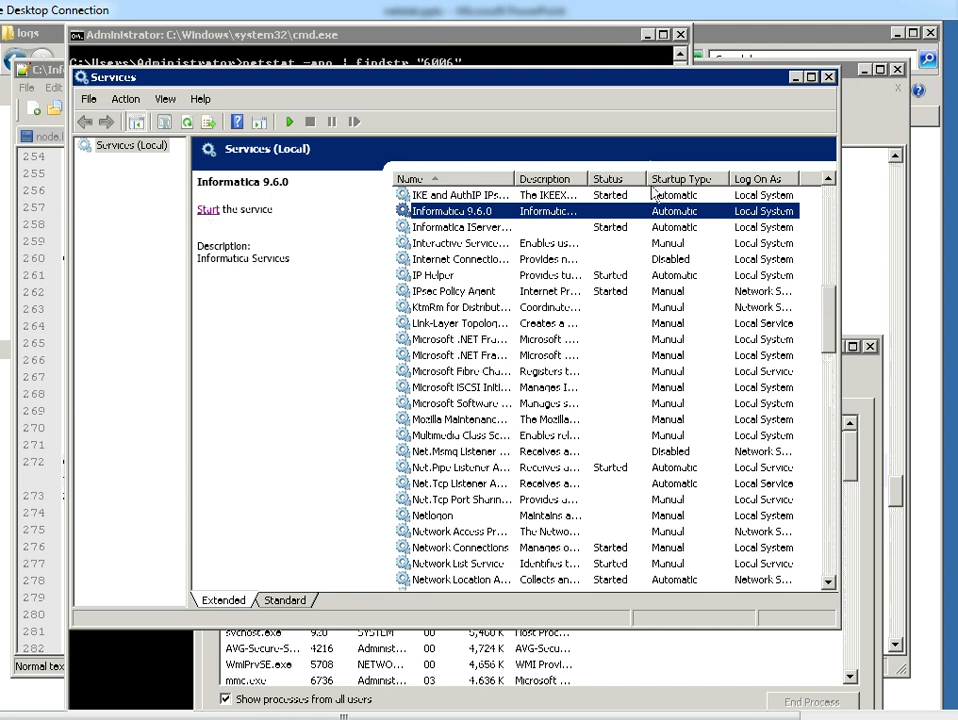 e Desktop Connection
logs
Administrator: C:\Windows\system32\cmd.exe
C:\Users\Administrator>netstat -ano | findstr "6006"
C:\Inf
File Edit
node
Services
File Action View Help
Services (Local)
Services (Local)
Informatica 9.6.0
Start the service
Description:
Informatica Services
Name Description Status Startup Type Log On As
IKE and AuthIP IPs... The IKEEX... Started Automatic Local System
Informatica 9.6.0 Informatic... Automatic Local System
Informatica IServer... Started Automatic Local System
Interactive Service... Enables us... Manual Local System
Internet Connectio... Provides n... Disabled Local System
IP Helper Provides tu... Started Automatic Local System
IPsec Policy Agent Internet Pr... Started Manual Network S...
KtmRm for Distribut... Coordinate... Manual Network S...
Link-Layer Topolog... Creates a ... Manual Local Service
Microsoft .NET Fra... Microsoft .... Manual Local System
Microsoft .NET Fra... Microsoft .... Manual Local System
Microsoft Fibre Cha... Registers t... Manual Local Service
Microsoft iSCSI Initi... Manages I... Manual Local System
Microsoft Software ... Manages s... Manual Local System
Mozilla Maintenanc... The Mozilla... Manual Local System
Multimedia Class Sc... Enables rel... Manual Local System
Net.Msmq Listener ... Receives a... Disabled Network S...
Net.Pipe Listener A... Receives a... Started Automatic Local Service
Net.Tcp Listener A... Receives a... Automatic Local Service
Net.Tcp Port Sharin... Provides a... Manual Local Service
Netlogon Maintains a... Manual Local System
Network Access Pr... The Netwo... Manual Network S...
Network Connections Manages o... Started Manual Local System
Network List Service Identifies t... Started Manual Local Service
Network Location A... Collects an... Started Automatic Network S...
Extended Standard
254
255
256
257
258
259
260
261
262
263
264
265
266
267
268
269
270
271
272
273
274
275
276
277
278
279
280
281
282
Normal tex
svchost.exe 920 SYSTEM 00 5,460 K Host Proc...
AVG-Secure-S... 4216 Administ... 00 4,724 K AVG-Secu...
WmiPrvSE.exe 5708 NETWO... 00 4,656 K WMI Provi...
mmc.exe 6736 Administ... 03 4,636 K Microsoft ...
Show processes from all users
End Process